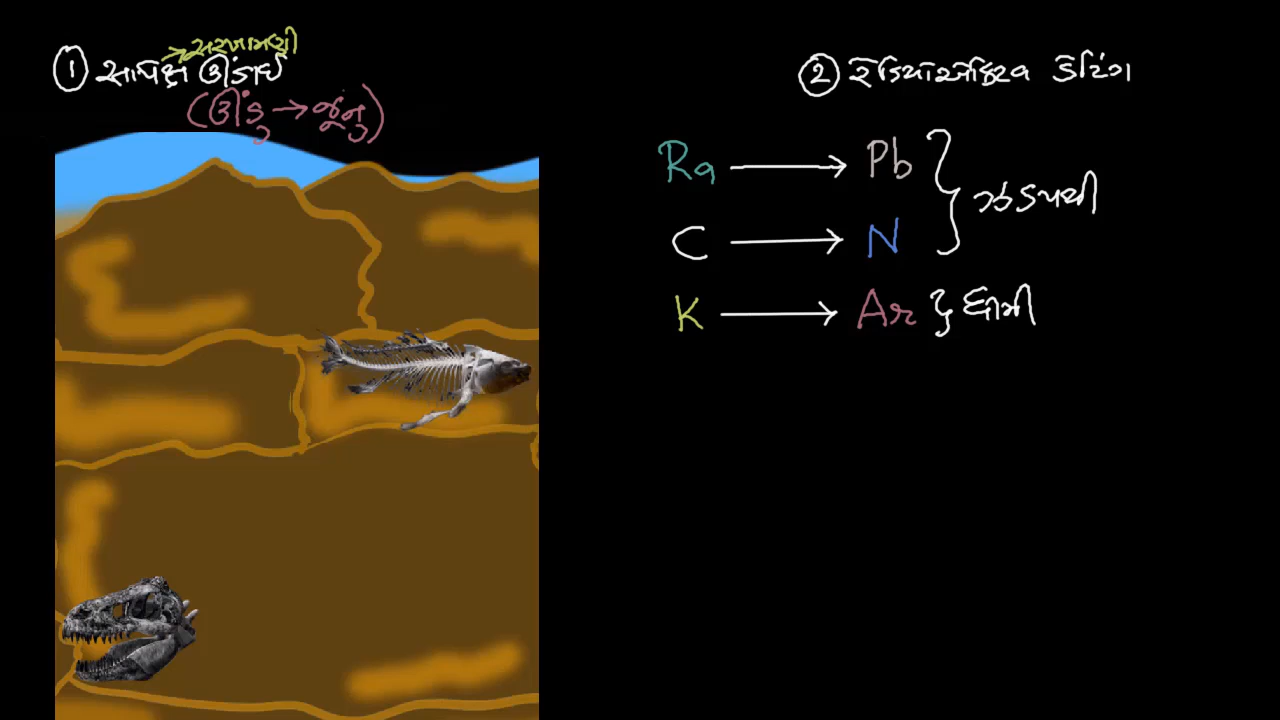 ① સાપેક્ષ ઊંડાઈ
→ સરખામણી
(ઊંડું → જૂનું)
② રેડિયોએક્ટિવ ડેટિંગ
Ra → Pb
C → N
} ઝડપથી
K → Ar } ધીમી